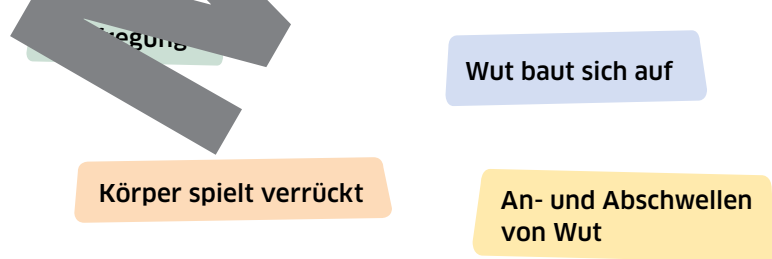 Wut baut sich auf
Körper spielt verrückt
An- und Abschwellen
von Wut